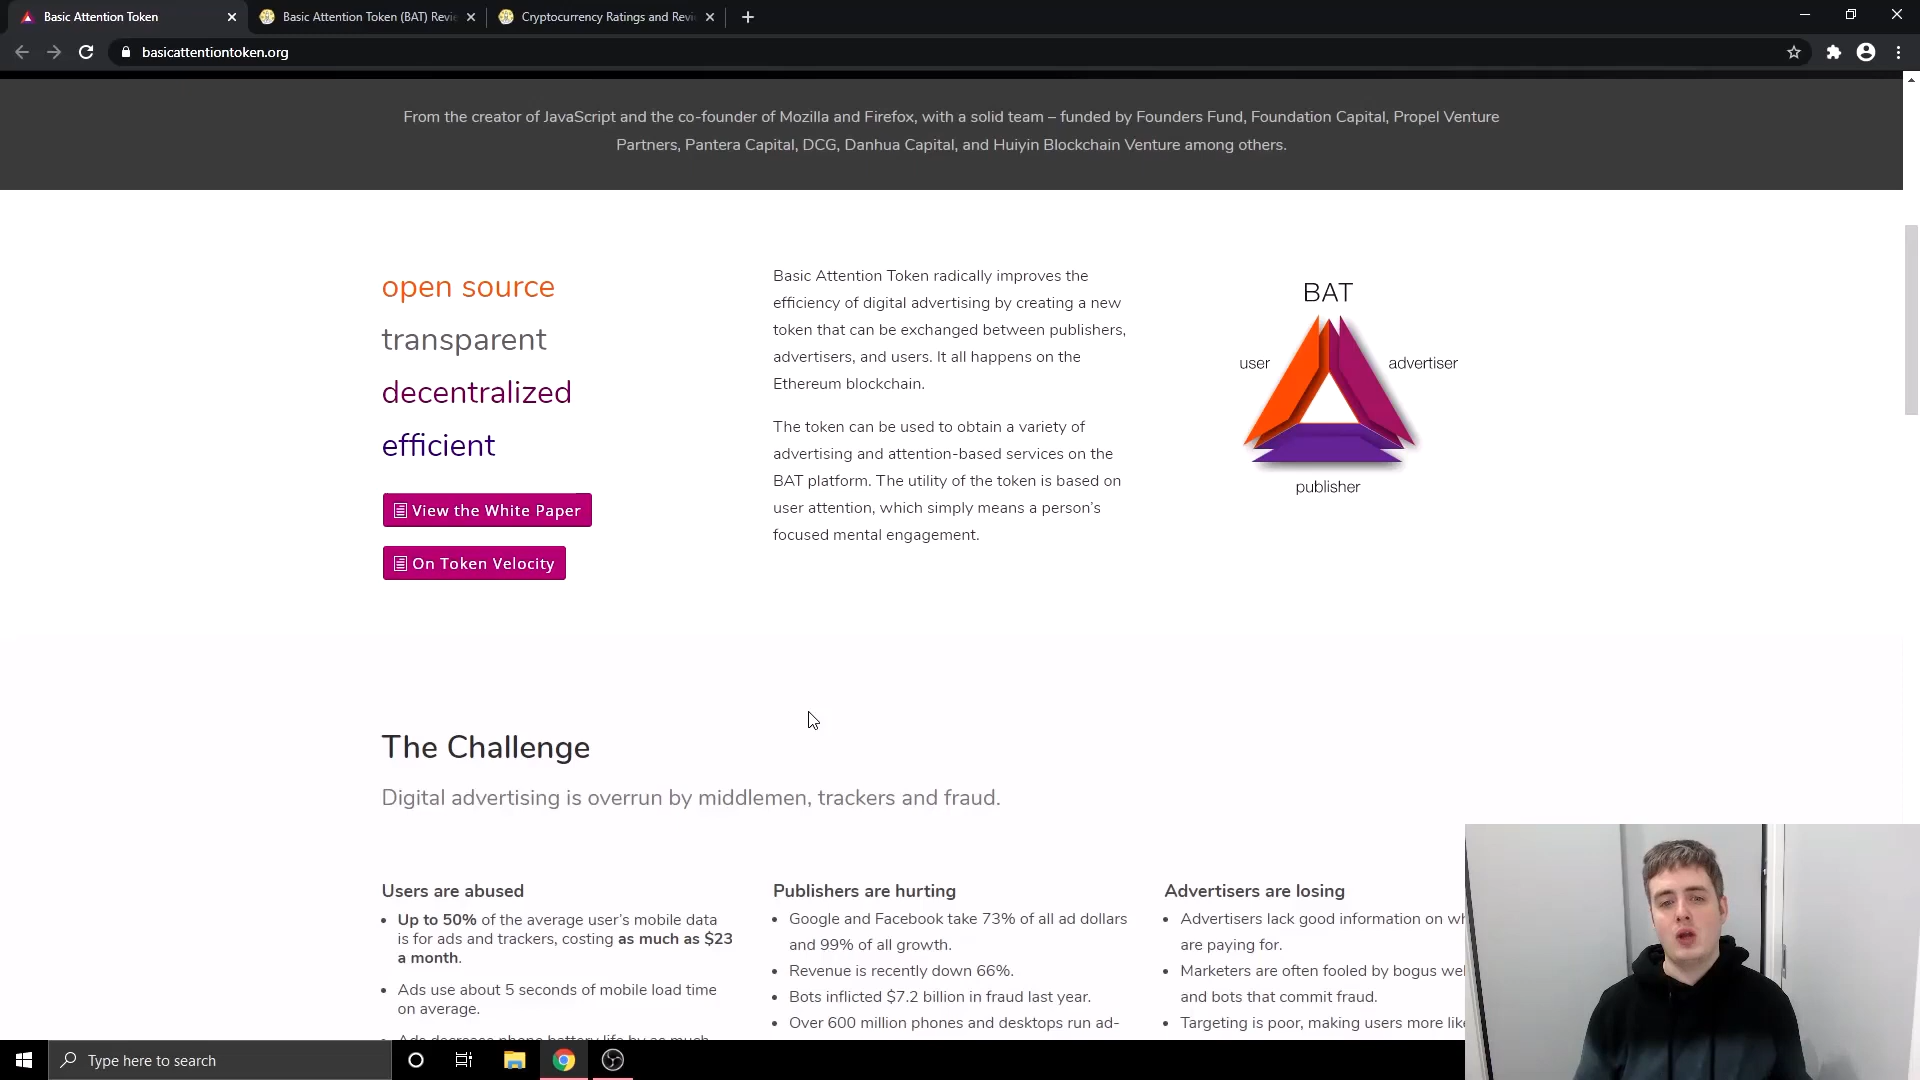 Basic Attention Token
Basic Attention Token (BAT) Revie
Cryptocurrency Ratings and Revi
basicattentiontoken.org
From the creator of JavaScript and the co-founder of Mozilla and Firefox, with a solid team – funded by Founders Fund, Foundation Capital, Propel Venture
Partners, Pantera Capital, DCG, Danhua Capital, and Huiyin Blockchain Venture among others.
open source
transparent
decentralized
efficient
View the White Paper
On Token Velocity
Basic Attention Token radically improves the
efficiency of digital advertising by creating a new
token that can be exchanged between publishers,
advertisers, and users. It all happens on the
Ethereum blockchain.
The token can be used to obtain a variety of
advertising and attention-based services on the
BAT platform. The utility of the token is based on
user attention, which simply means a person's
focused mental engagement.
BAT
user
advertiser
publisher
The Challenge
Digital advertising is overrun by middlemen, trackers and fraud.
Users are abused
• Up to 50% of the average user's mobile data
is for ads and trackers, costing as much as $23
a month.
• Ads use about 5 seconds of mobile load time
on average.
• Ads decrease phone battery life by as much
Publishers are hurting
• Google and Facebook take 73% of all ad dollars
and 99% of all growth.
• Revenue is recently down 66%.
• Bots inflicted $7.2 billion in fraud last year.
• Over 600 million phones and desktops run ad-
Advertisers are losing
• Advertisers lack good information on wh
are paying for.
• Marketers are often fooled by bogus we
and bots that commit fraud.
• Targeting is poor, making users more lik
Type here to search